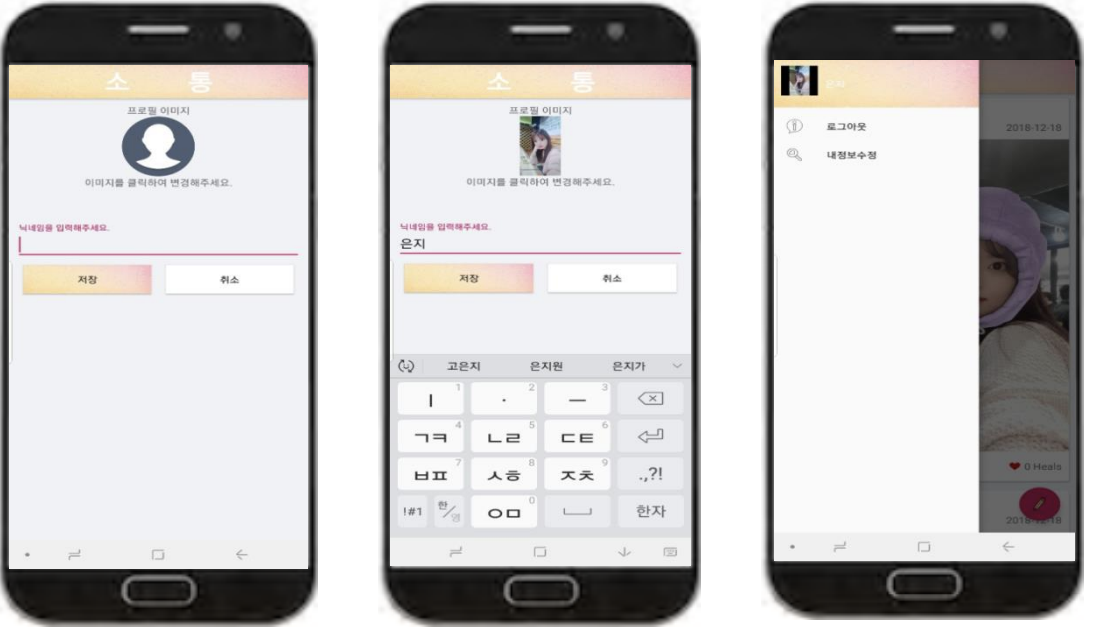 소 통
프로필 이미지
이미지를 클릭하여 변경해주세요.
닉네임을 입력해주세요.
저장 취소
소 통
프로필 이미지
이미지를 클릭하여 변경해주세요.
닉네임을 입력해주세요.
은지
저장 취소
고은지 은지원 은지가
ㅣ 1 · 2 ㅡ 3
ㄱㅋ 4 ㄴㄹ 5 ㄷㅌ 6
ㅂㅍ 7 ㅅㅎ 8 ㅈㅊ 9 .,?!
!#1 한/영 ㅇㅁ 0 한자
은지
로그아웃
내정보수정
2018-12-18
0 Heals
2018-12-18